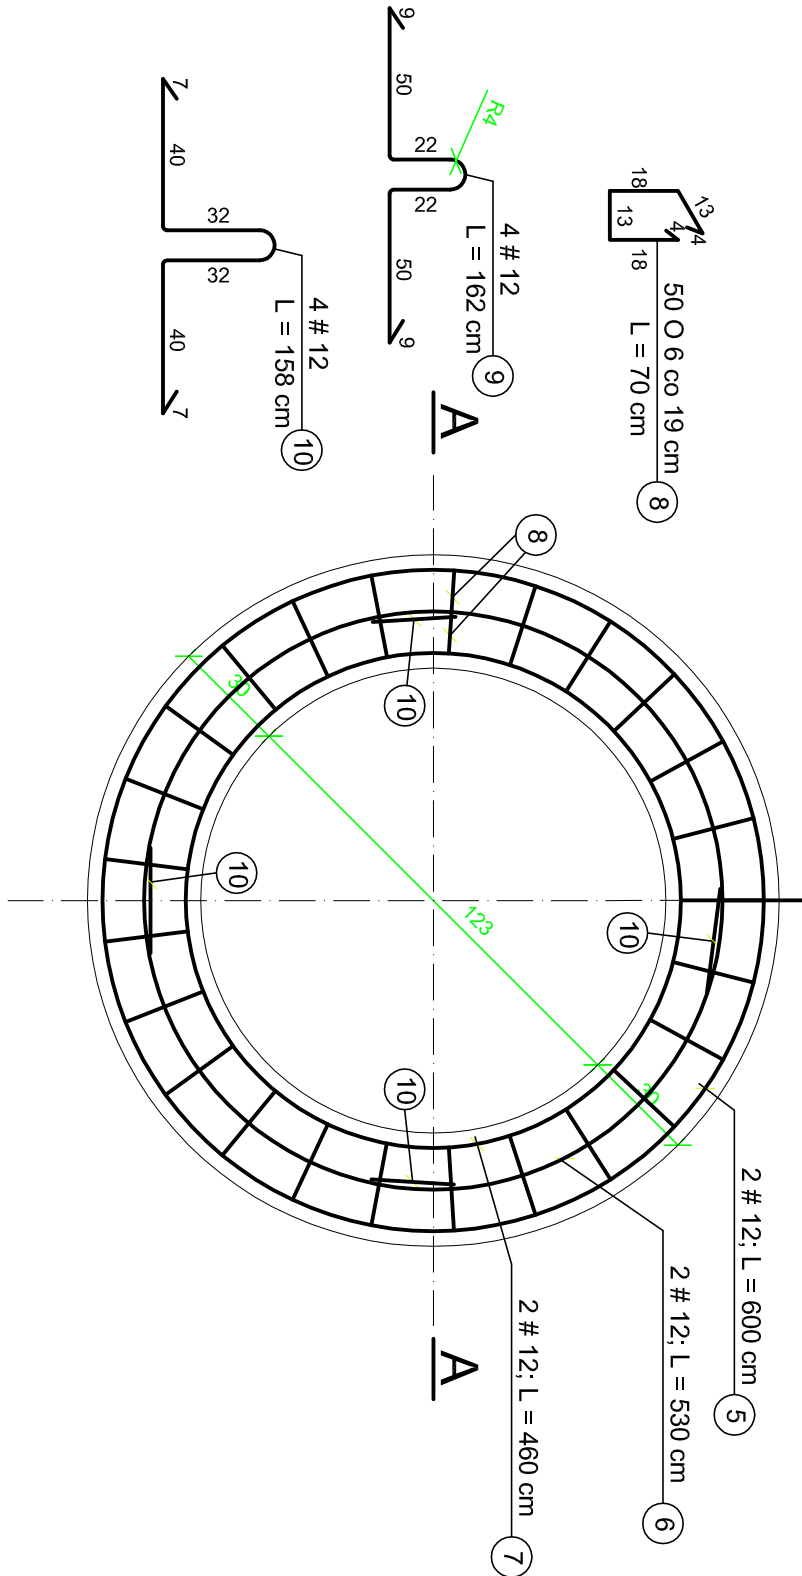 9
50
22
R4
22
50
9
4 # 12
L = 162 cm
9
7
40
32
32
40
7
4 # 12
L = 158 cm
10
18
13
13
4
4
18
50 O 6 co 19 cm
L = 70 cm
8
A
8
10
30
10
123
10
10
30
2 # 12; L = 600 cm
5
2 # 12; L = 530 cm
6
2 # 12; L = 460 cm
7
A